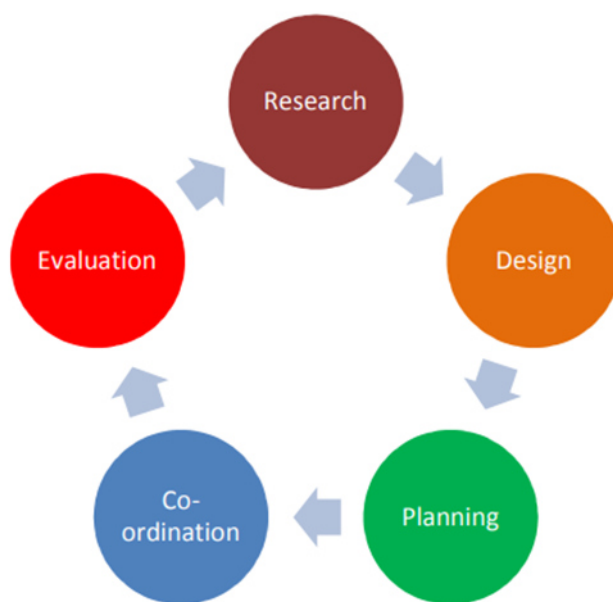 Research
Design
Planning
Co-
ordination
Evaluation